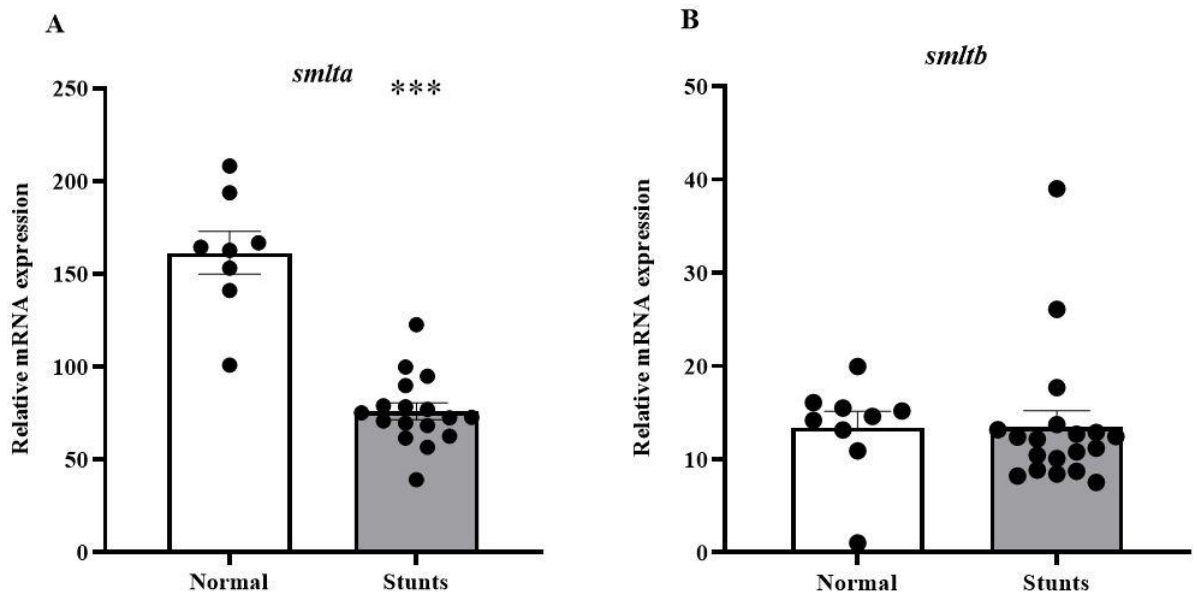 A
smlta
***
Relative mRNA expression
250
200
150
100
50
0
Normal Stunts
B
smltb
Relative mRNA expression
50
40
30
20
10
0
Normal Stunts